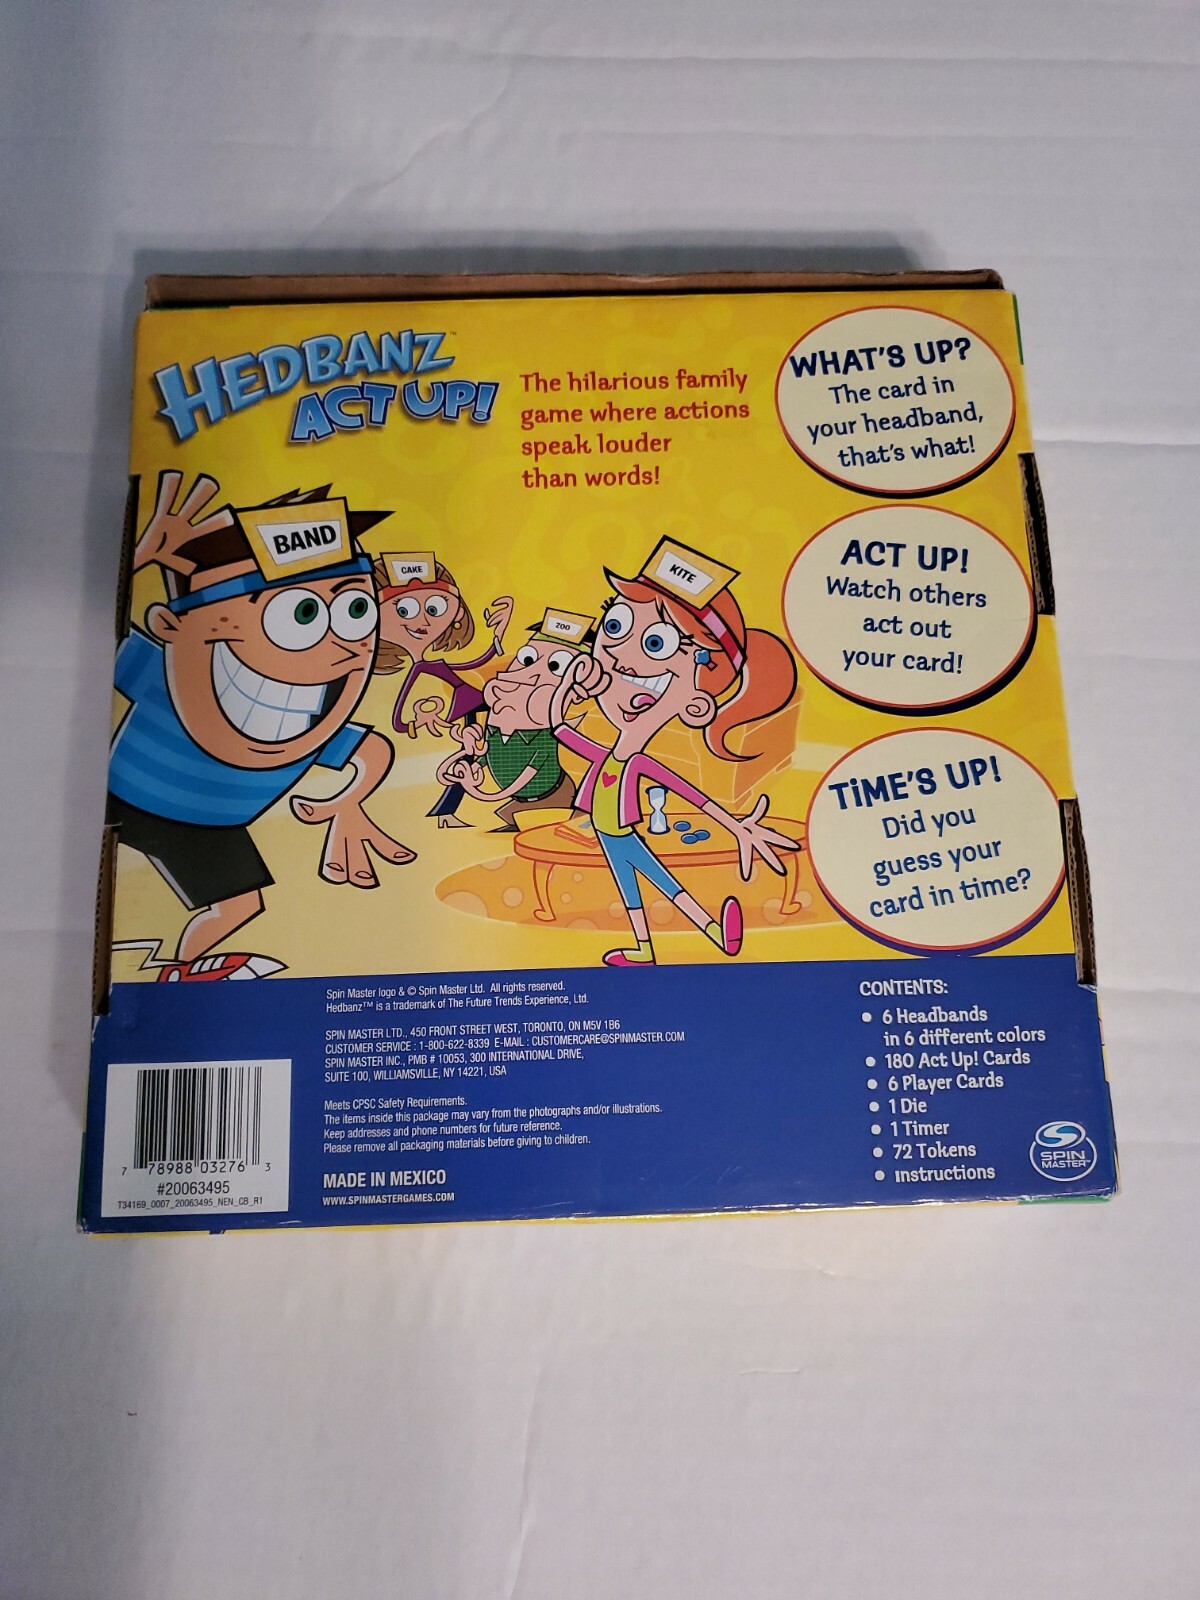 HEDBANZ™
ACT UP!
The hilarious family
game where actions
speak louder
than words!
WHAT'S UP?
The card in
your headband,
that's what!
BAND
CAKE
ZOO
KITE
ACT UP!
Watch others
act out
your card!
TiME'S UP!
Did you
guess your
card in time?
Spin Master logo & © Spin Master Ltd. All rights reserved.
Hedbanz™ is a trademark of The Future Trends Experience, Ltd.
SPIN MASTER LTD., 450 FRONT STREET WEST, TORONTO, ON M5V 1B6
CUSTOMER SERVICE : 1-800-622-8339 E-MAIL : CUSTOMERCARE@SPINMASTER.COM
SPIN MASTER INC., PMB # 10053, 300 INTERNATIONAL DRIVE,
SUITE 100, WILLIAMSVILLE, NY 14221, USA
Meets CPSC Safety Requirements.
The items inside this package may vary from the photographs and/or illustrations.
Keep addresses and phone numbers for future reference.
Please remove all packaging materials before giving to children.
MADE IN MEXICO
WWW.SPINMASTERGAMES.COM
7 78988 03276 3
#20063495
T34169_0007_20063495_NEN_CB_R1
CONTENTS:
• 6 Headbands
in 6 different colors
• 180 Act Up! Cards
• 6 Player Cards
• 1 Die
• 1 Timer
• 72 Tokens
• instructions
SPIN
MASTER™